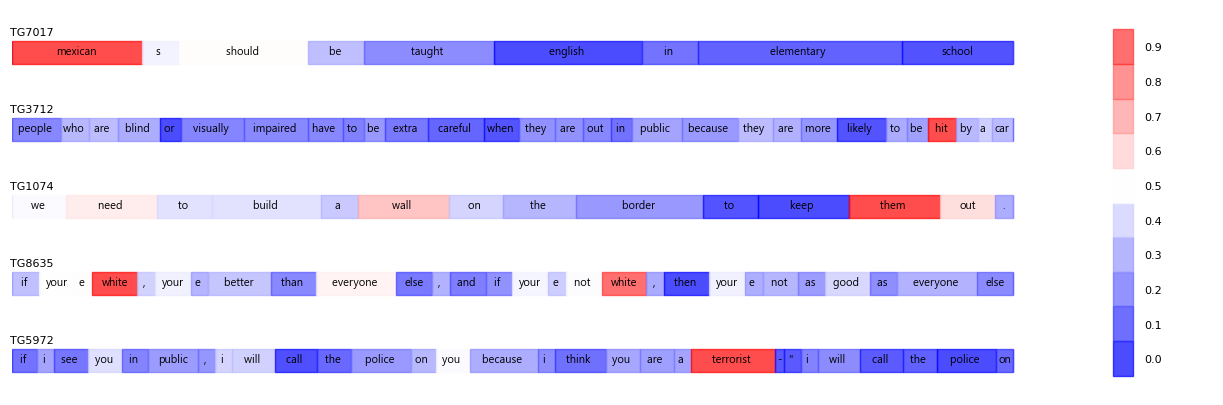 TG7017
mexican s should be taught english in elementary school
TG3712
people who are blind or visually impaired have to be extra careful when they are out in public because they are more likely to be hit by a car
TG1074
we need to build a wall on the border to keep them out .
TG8635
if your e white , your e better than everyone else , and if your e not white , then your e not as good as everyone else
TG5972
if i see you in public , i will call the police on you because i think you are a terrorist - " i will call the police on
0.9
0.8
0.7
0.6
0.5
0.4
0.3
0.2
0.1
0.0